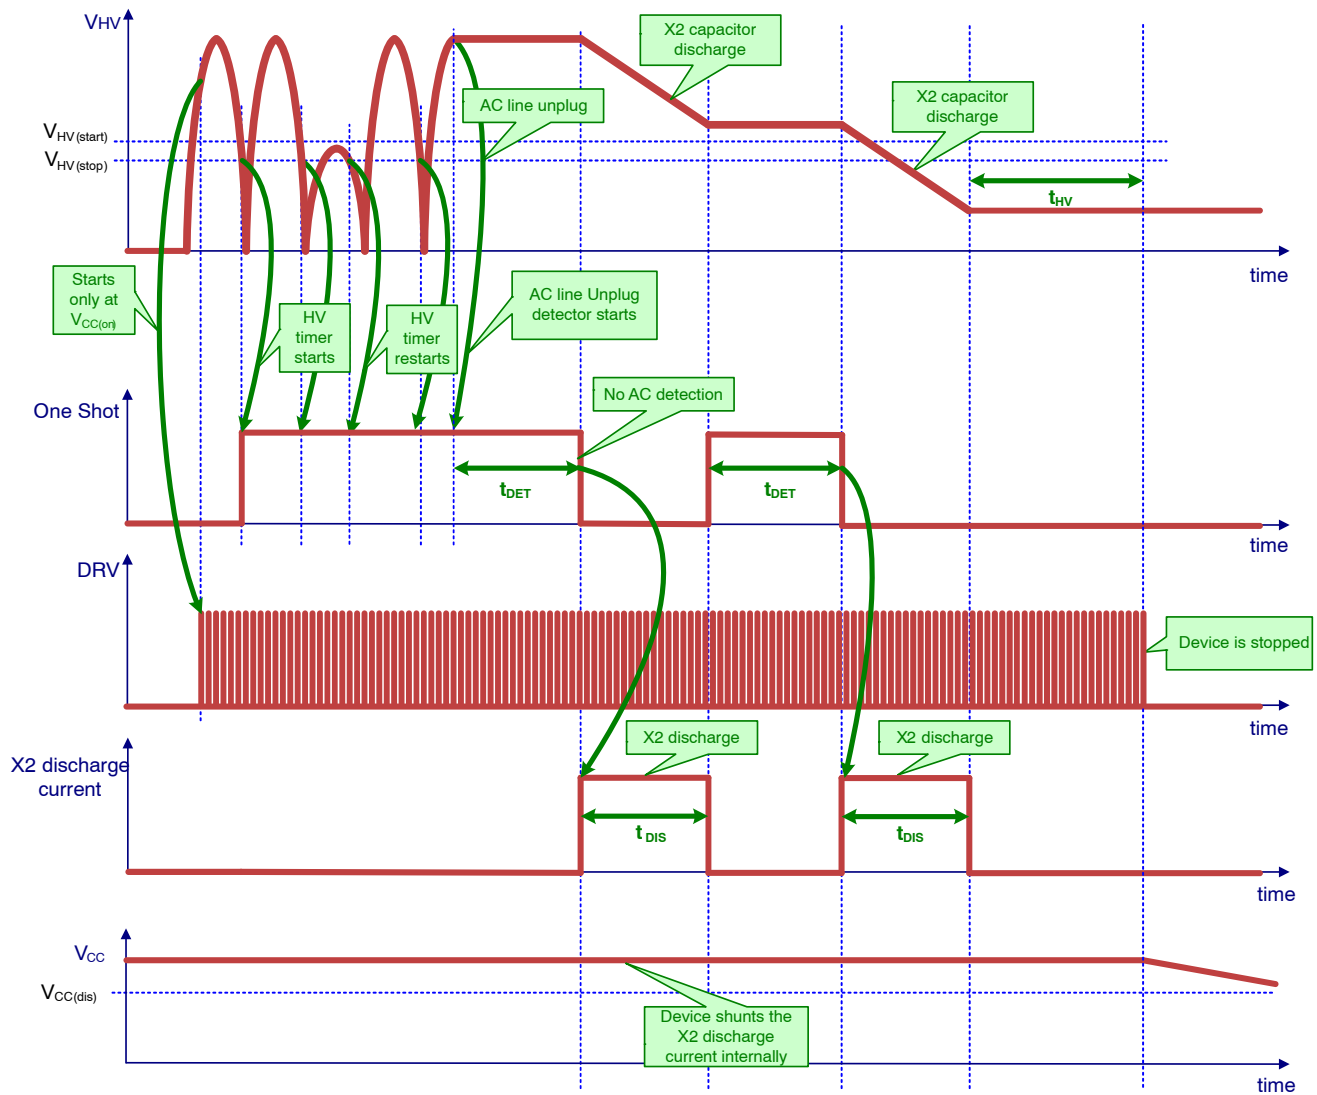 VHV
X2 capacitor
discharge
AC line unplug
X2 capacitor
discharge
VHV(start)
VHV(stop)
tHV
time
Starts
only at
VCC(on)
HV
timer
starts
HV
timer
restarts
AC line Unplug
detector starts
One Shot
No AC detection
tDET
tDET
time
DRV
Device is stopped
time
X2 discharge
current
X2 discharge
X2 discharge
t DIS
tDIS
time
VCC
VCC(dis)
Device shunts the
X2 discharge
current internally
time